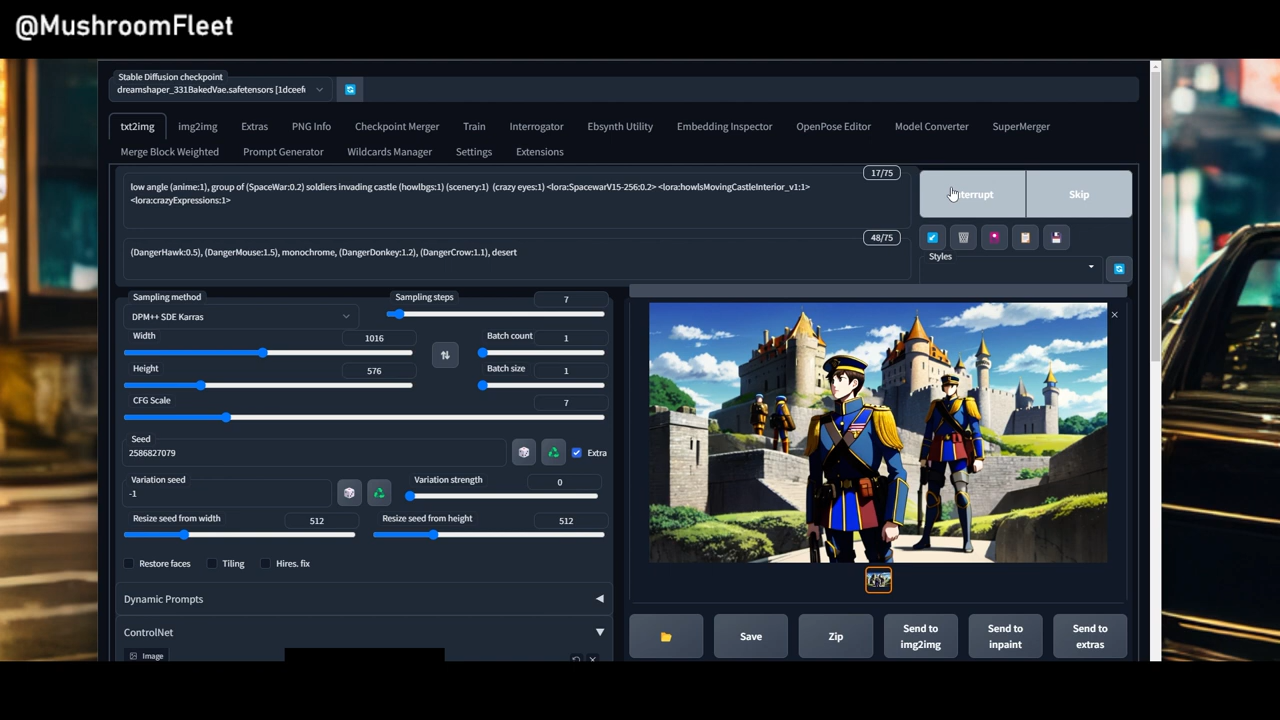 @MushroomFleet
Stable Diffusion checkpoint
dreamshaper_331BakedVae.safetensors [1dceefe
txt2img img2img Extras PNG Info Checkpoint Merger Train Interrogator Ebsynth Utility Embedding Inspector OpenPose Editor Model Converter SuperMerger
Merge Block Weighted Prompt Generator Wildcards Manager Settings Extensions
17/75
low angle (anime:1), group of (SpaceWar:0.2) soldiers invading castle (howlbgs:1) (scenery:1) (crazy eyes:1) <lora:SpacewarV15-256:0.2> <lora:howlsMovingCastleInterior_v1:1>
<lora:crazyExpressions:1>
Interrupt Skip
48/75
(DangerHawk:0.5), (DangerMouse:1.5), monochrome, (DangerDonkey:1.2), (DangerCrow:1.1), desert
Styles
Sampling method
DPM++ SDE Karras
Sampling steps 7
Width 1016
Batch count 1
Height 576
Batch size 1
CFG Scale 7
Seed
2586827079
Extra
Variation seed
-1
Variation strength 0
Resize seed from width 512
Resize seed from height 512
Restore faces Tiling Hires. fix
Dynamic Prompts
ControlNet
Image
Save Zip
Send to
img2img
Send to
inpaint
Send to
extras